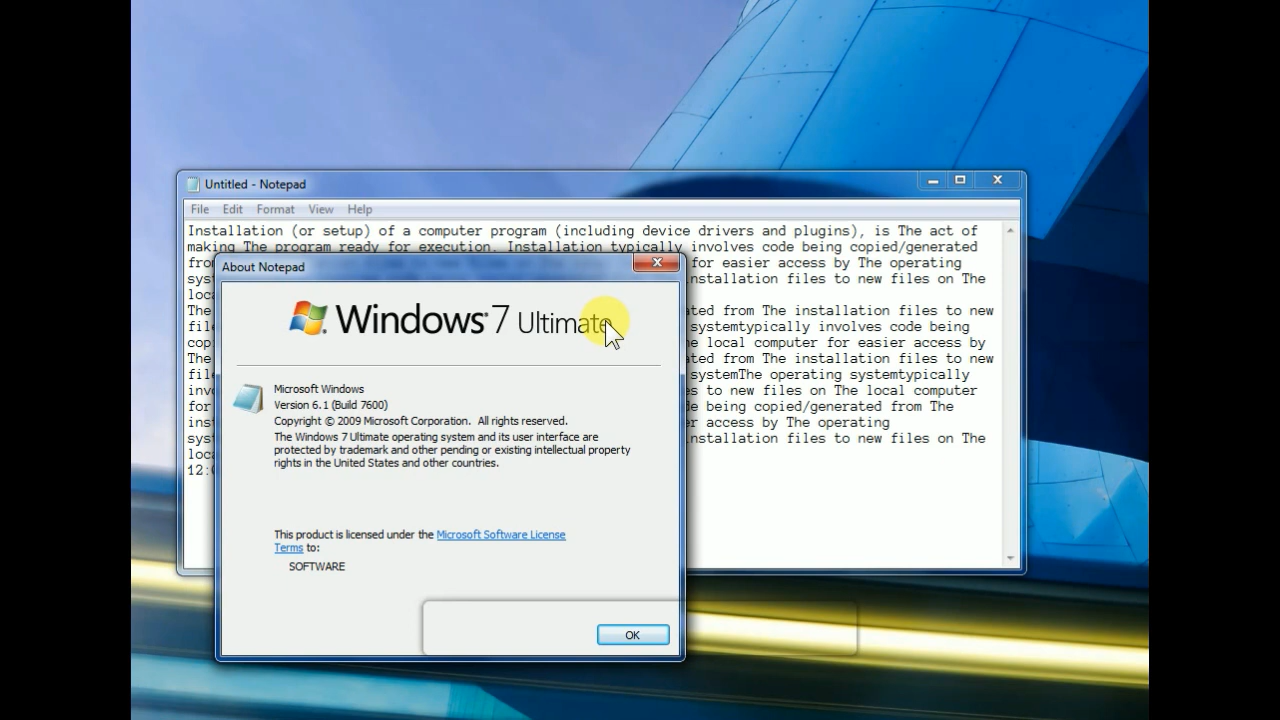 Untitled - Notepad
File Edit Format View Help
Installation (or setup) of a computer program (including device drivers and plugins), is The act of
making The program ready for execution. Installation typically involves code being copied/generated
for easier access by The operating
installation files to new files on The
The installation files to new
systemtypically involves code being
local computer for easier access by
The from The installation files to new
systemThe operating systemtypically
to new files on The local computer
for being copied/generated from The
access by The operating
installation files to new files on The
About Notepad
Windows 7 Ultimate
Microsoft Windows
Version 6.1 (Build 7600)
Copyright © 2009 Microsoft Corporation. All rights reserved.
The Windows 7 Ultimate operating system and its user interface are
protected by trademark and other pending or existing intellectual property
rights in the United States and other countries.
This product is licensed under the Microsoft Software License
Terms to:
SOFTWARE
OK